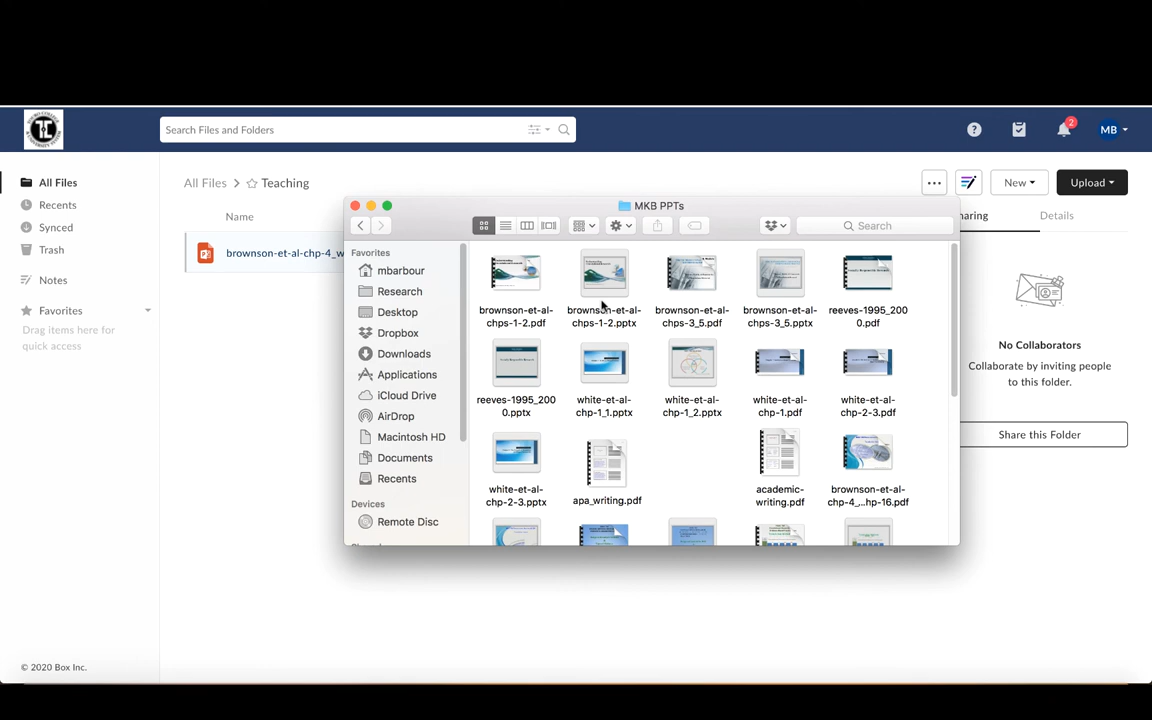 Search Files and Folders
2
MB
All Files
Recents
Synced
Trash
Notes
Favorites
Drag items here for
quick access
© 2020 Box Inc.
All Files
Teaching
New
Upload
haring
Details
Name
brownson-et-al-chp-4_w
No Collaborators
Collaborate by inviting people
to this folder.
Share this Folder
MKB PPTs
Search
Favorites
mbarbour
Research
Desktop
Dropbox
Downloads
Applications
iCloud Drive
AirDrop
Macintosh HD
Documents
Recents
Devices
Remote Disc
brownson-et-al-
chps-1-2.pdf
brownson-et-al-
chps-1-2.pptx
brownson-et-al-
chps-3_5.pdf
brownson-et-al-
chps-3_5.pptx
reeves-1995_200
0.pdf
reeves-1995_200
0.pptx
white-et-al-
chp-1_1.pptx
white-et-al-
chp-1_2.pptx
white-et-al-
chp-1.pdf
white-et-al-
chp-2-3.pdf
white-et-al-
chp-2-3.pptx
apa_writing.pdf
academic-
writing.pdf
brownson-et-al-
chp-4_...hp-16.pdf